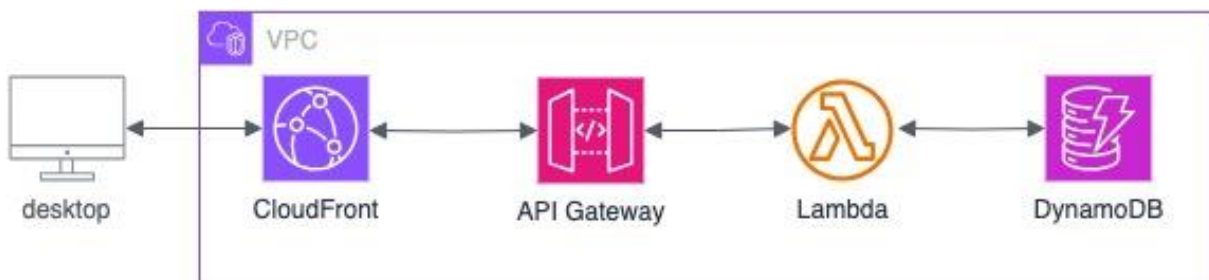 VPC
desktop
CloudFront
API Gateway
</>
Lambda
DynamoDB